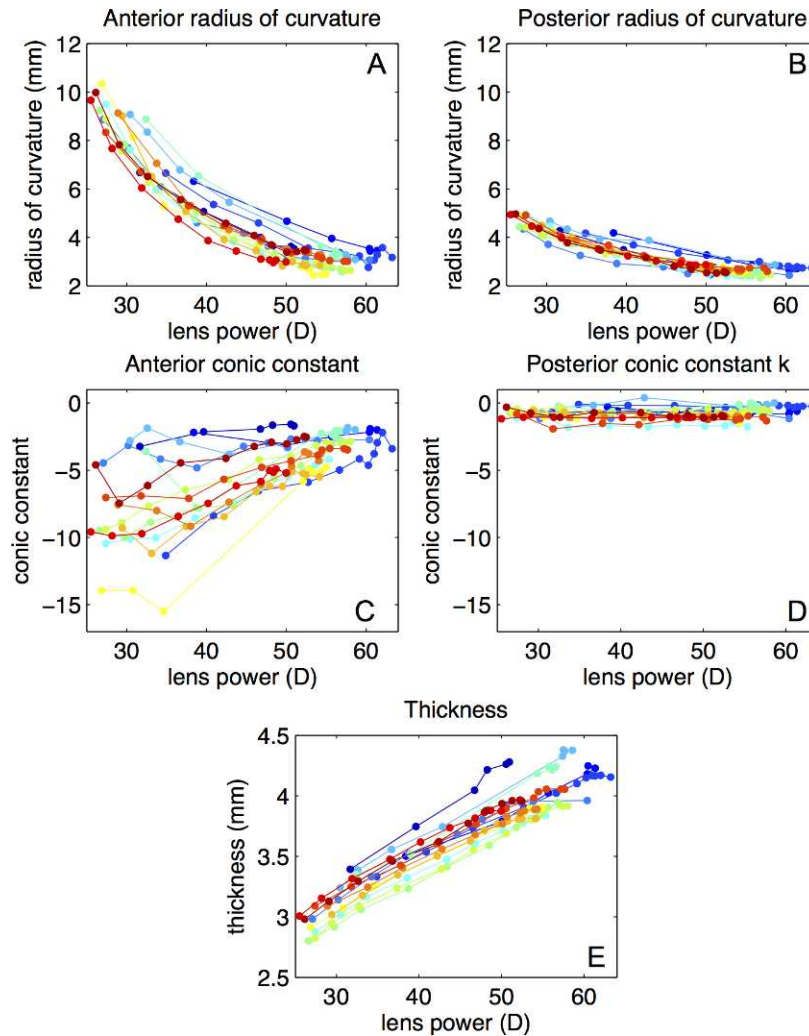 Anterior radius of curvature
12
10
8
6
4
2
radius of curvature (mm)
A
30 40 50 60
lens power (D)
Posterior radius of curvature
12
10
8
6
4
2
radius of curvature (mm)
B
30 40 50 60
lens power (D)
Anterior conic constant
0
−5
−10
−15
conic constant
C
30 40 50 60
lens power (D)
Posterior conic constant k
0
−5
−10
−15
conic constant
D
30 40 50 60
lens power (D)
Thickness
4.5
4
3.5
3
2.5
thickness (mm)
E
30 40 50 60
lens power (D)